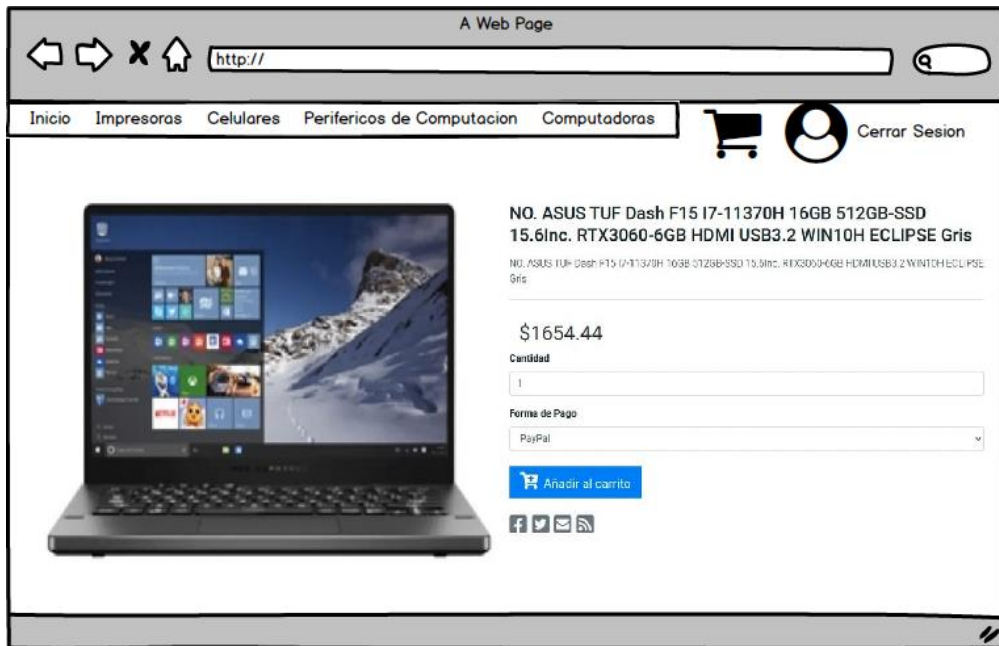 A Web Page
http://
Inicio Impresoras Celulares Perifericos de Computacion Computadoras
Cerrar Sesion
NO. ASUS TUF Dash F15 I7-11370H 16GB 512GB-SSD
15.6Inc. RTX3060-6GB HDMI USB3.2 WIN10H ECLIPSE Gris
NO. ASUS TUF Dash F15 I7-11370H 16GB 512GB-SSD 15.6Inc. RTX3060-6GB HDMI USB3.2 WIN10H ECLIPSE
Gris
$1654.44
Cantidad
1
Forma de Pago
PayPal
Añadir al carrito
NETFLIX